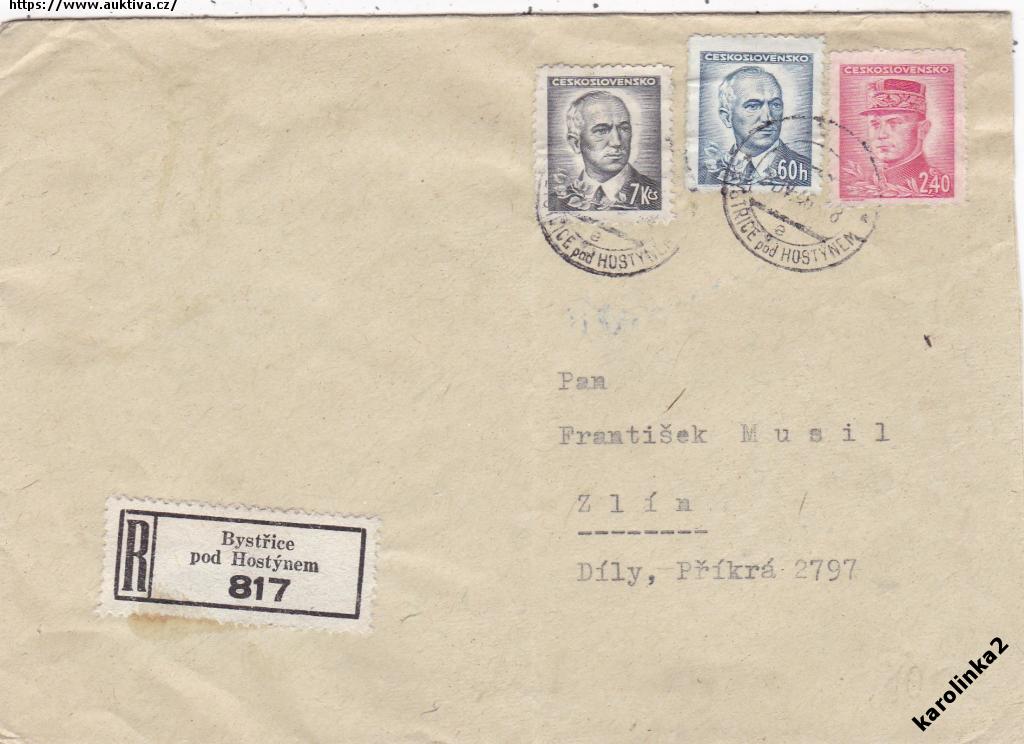 https://www.auktiva.cz/
ČESKOSLOVENSKO
7Kčs
ČESKOSLOVENSKO
60h
ČESKOSLOVENSKO
2,40
pod HOSTÝNEM
a
pod HOSTÝNEM
a
Pan
František Musil
Zlín
Díly, Příkrá 2797
R
Bystřice
pod Hostýnem
817
karolinka2